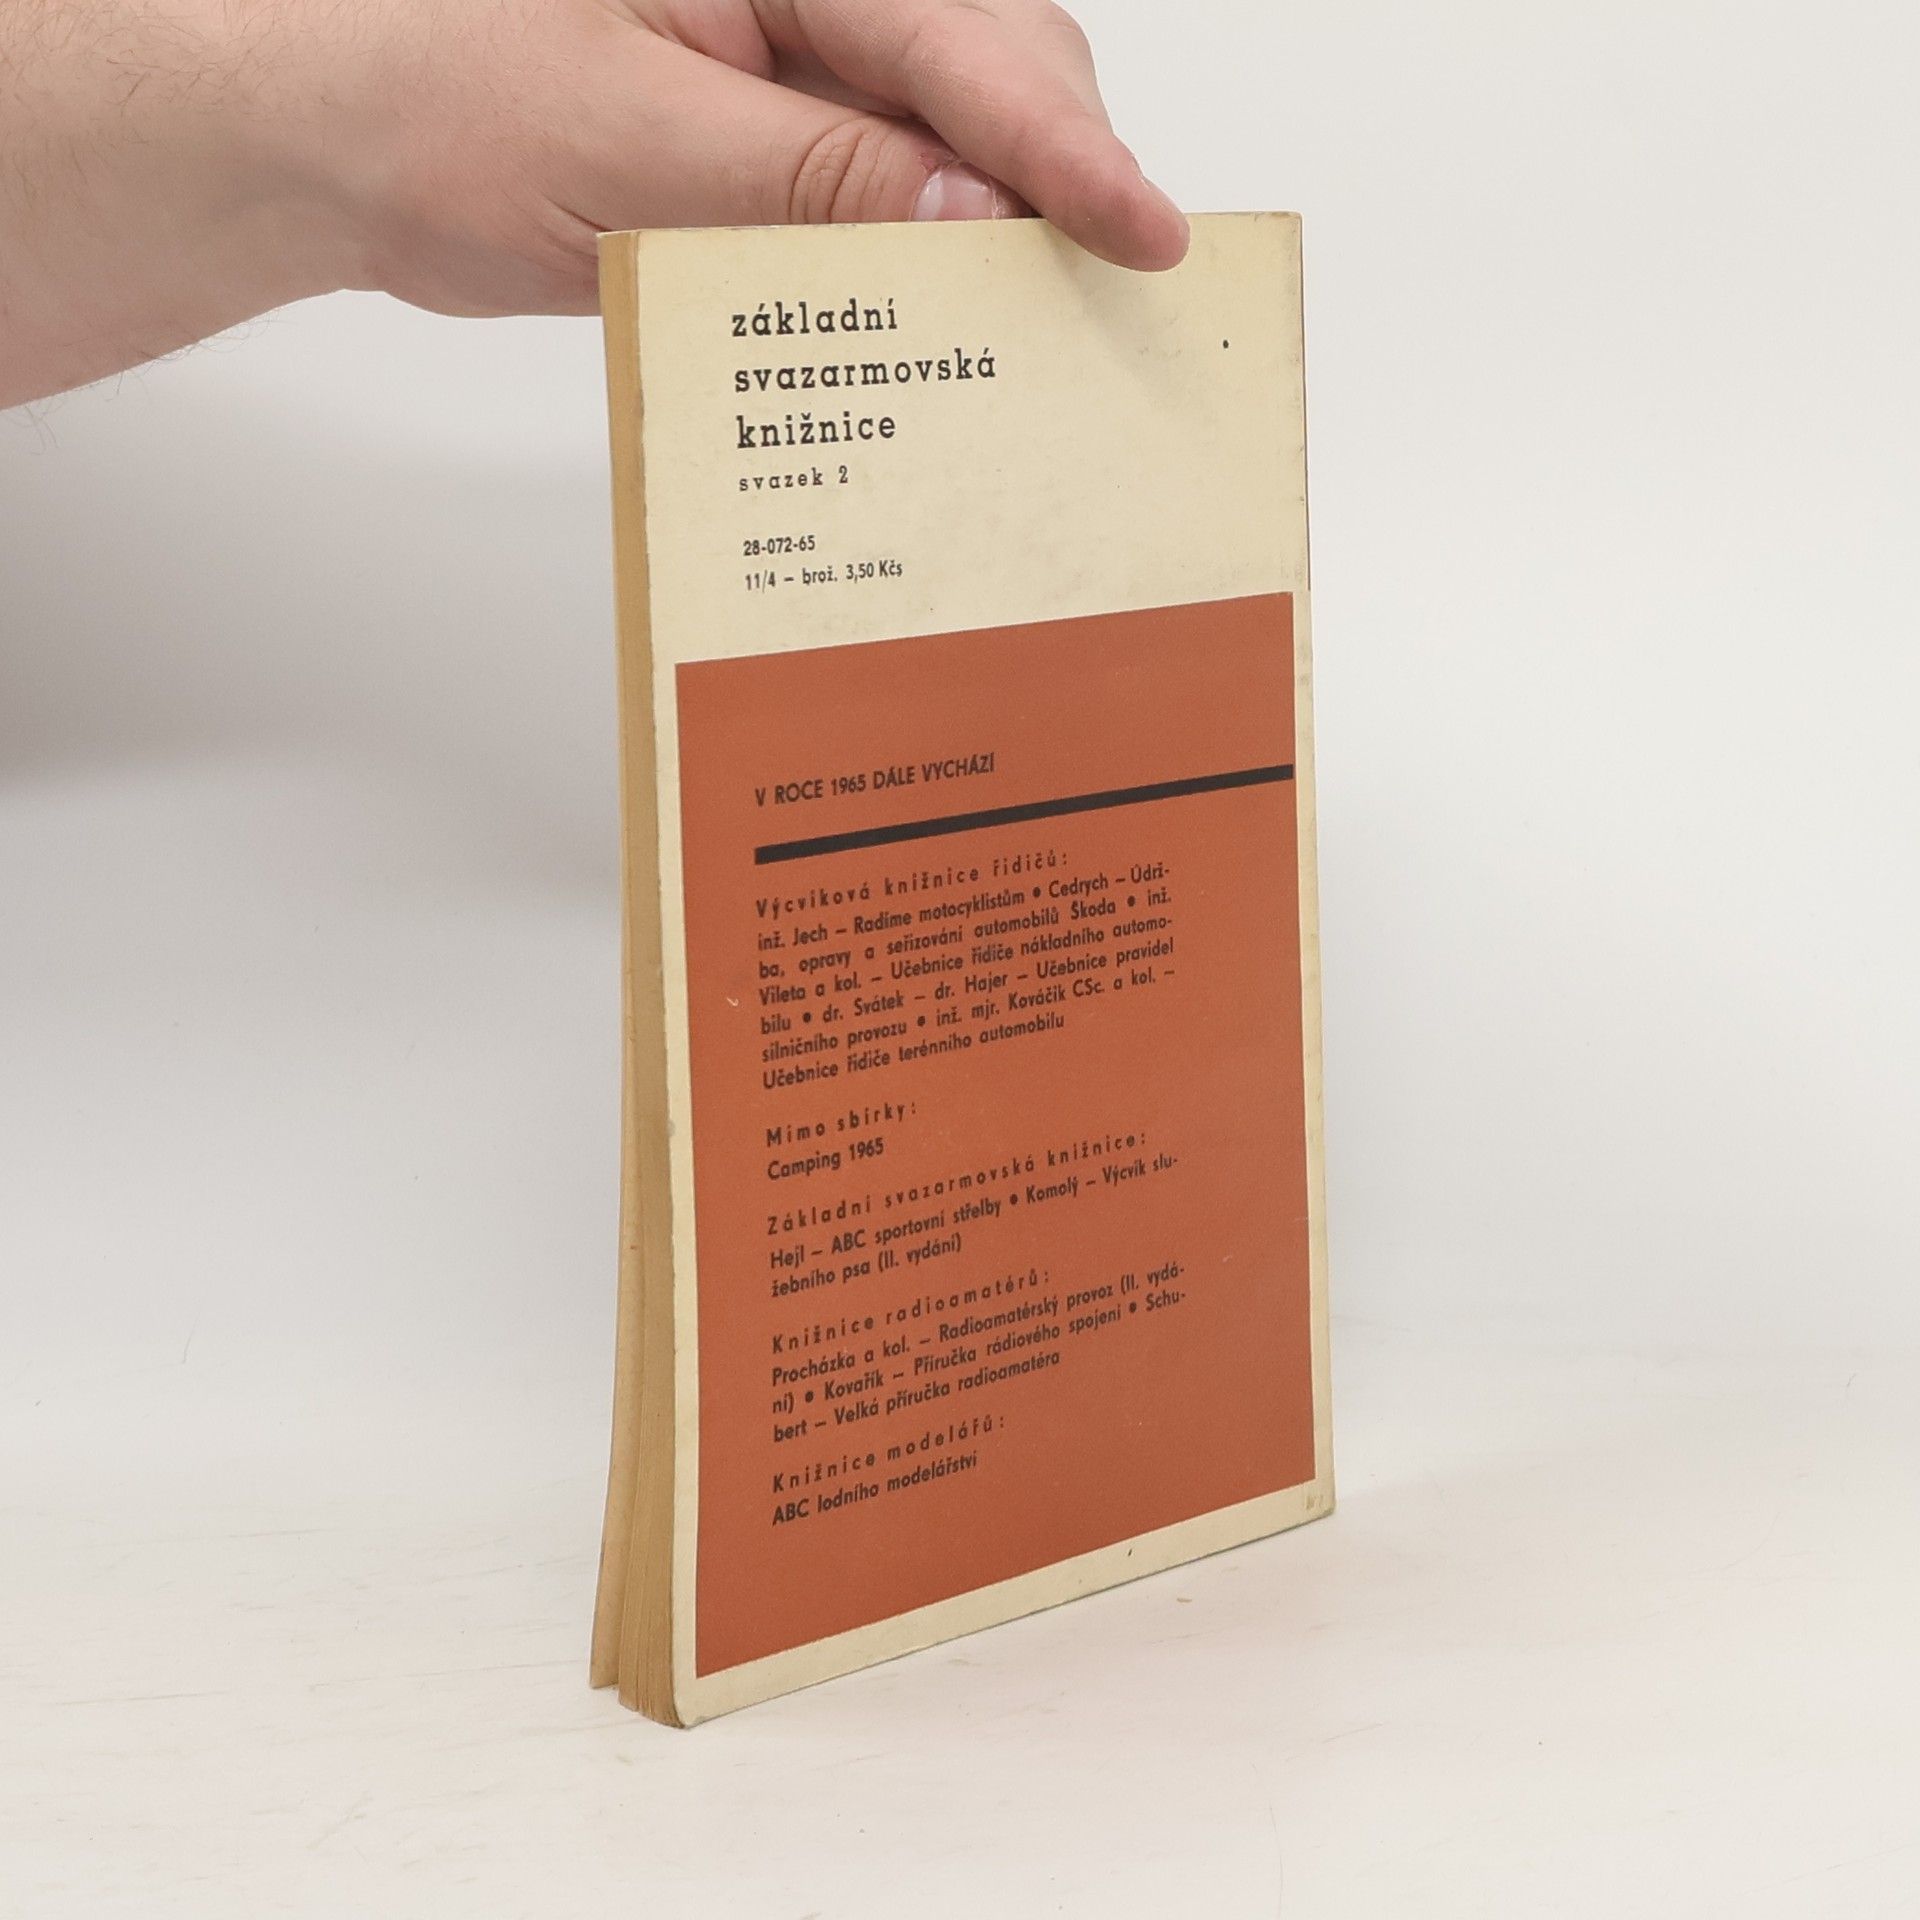 základní
svazarmovská
knižnice
svazek 2
28-072-65
11/4 – brož. 3,50 Kčs
V ROCE 1965 DÁLE VYCHÁZÍ
Výcviková knižnice řidičů:
inž. Jech – Radíme motocyklistům • Cedrych – Údrž-
ba, opravy a seřizování automobilů Škoda • inž.
Vileta a kol. – Učebnice řidiče nákladního automo-
bilu • dr. Svátek – dr. Hajer – Učebnice pravidel
silničního provozu • inž. mjr. Kováčik CSc. a kol. –
Učebnice řidiče terénního automobilu
Mimo sbírky:
Camping 1965
Základní svazarmovská knižnice:
Hejl – ABC sportovní střelby • Komolý – Výcvik slu-
žebního psa (II. vydání)
Knižnice radioamatérů:
Procházka a kol. – Radioamatérský provoz (II. vydá-
ní) • Kovařík – Příručka rádiového spojení • Schu-
bert – Velká příručka radioamatéra
Knižnice modelářů:
ABC lodního modelářství